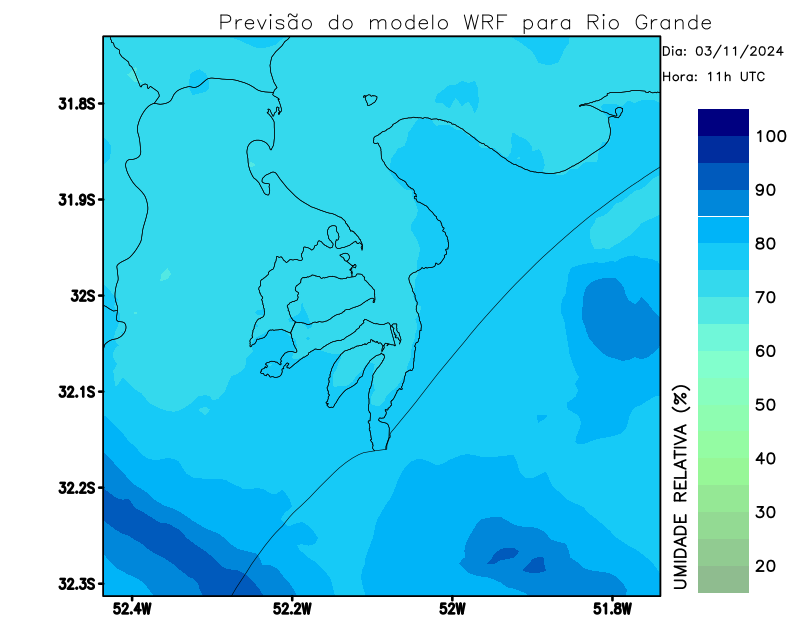 Previsão do modelo WRF para Rio Grande
Dia: 03/11/2024
Hora: 11h UTC
31.8S
31.9S
32S
32.1S
32.2S
32.3S
52.4W
52.2W
52W
51.8W
UMIDADE RELATIVA (%)
100
90
80
70
60
50
40
30
20